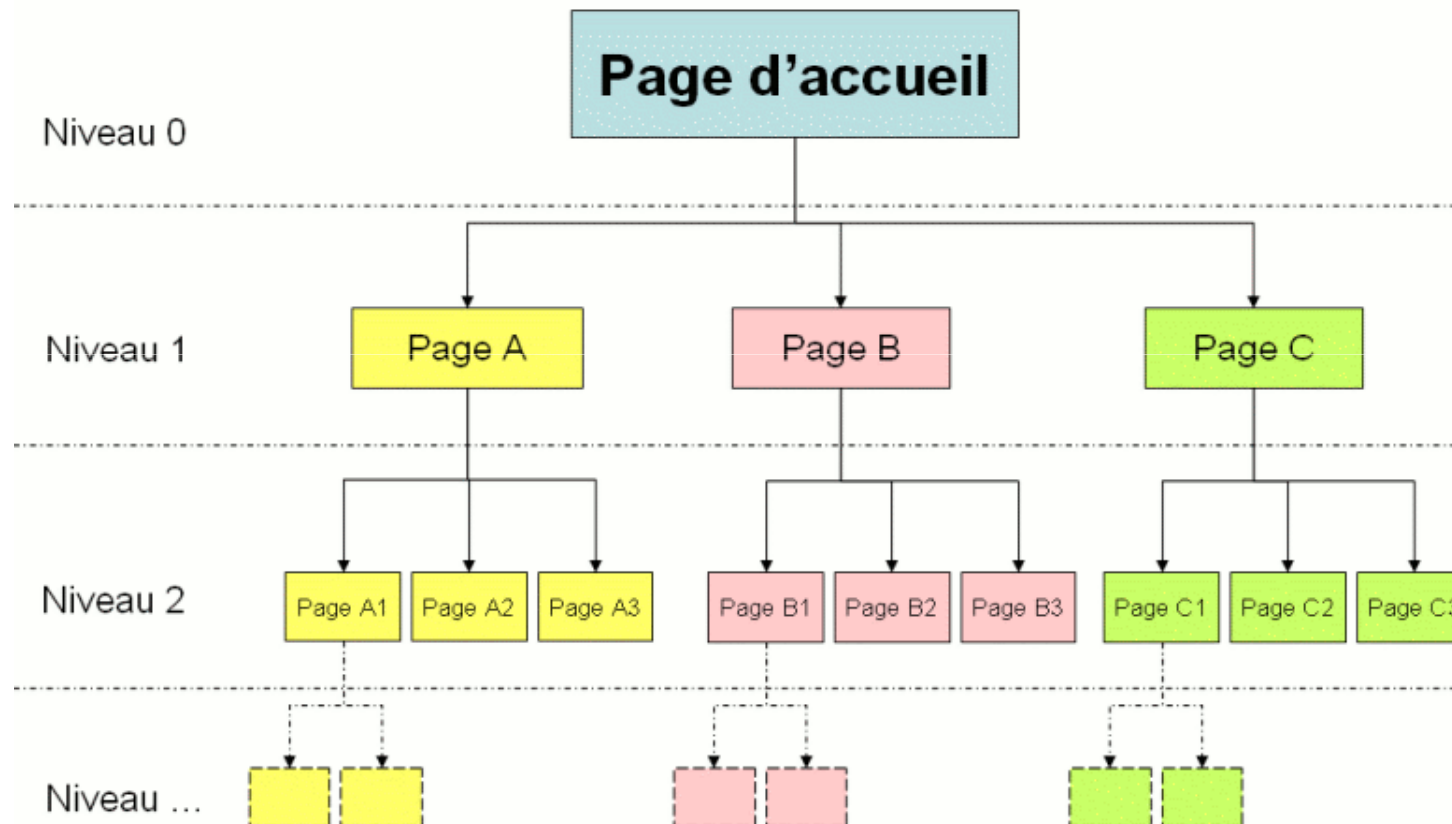 Page d’accueil
Niveau 0
Niveau 1
Page A
Page B
Page C
Niveau 2
Page A1
Page A2
Page A3
Page B1
Page B2
Page B3
Page C1
Page C2
Page
Niveau ...